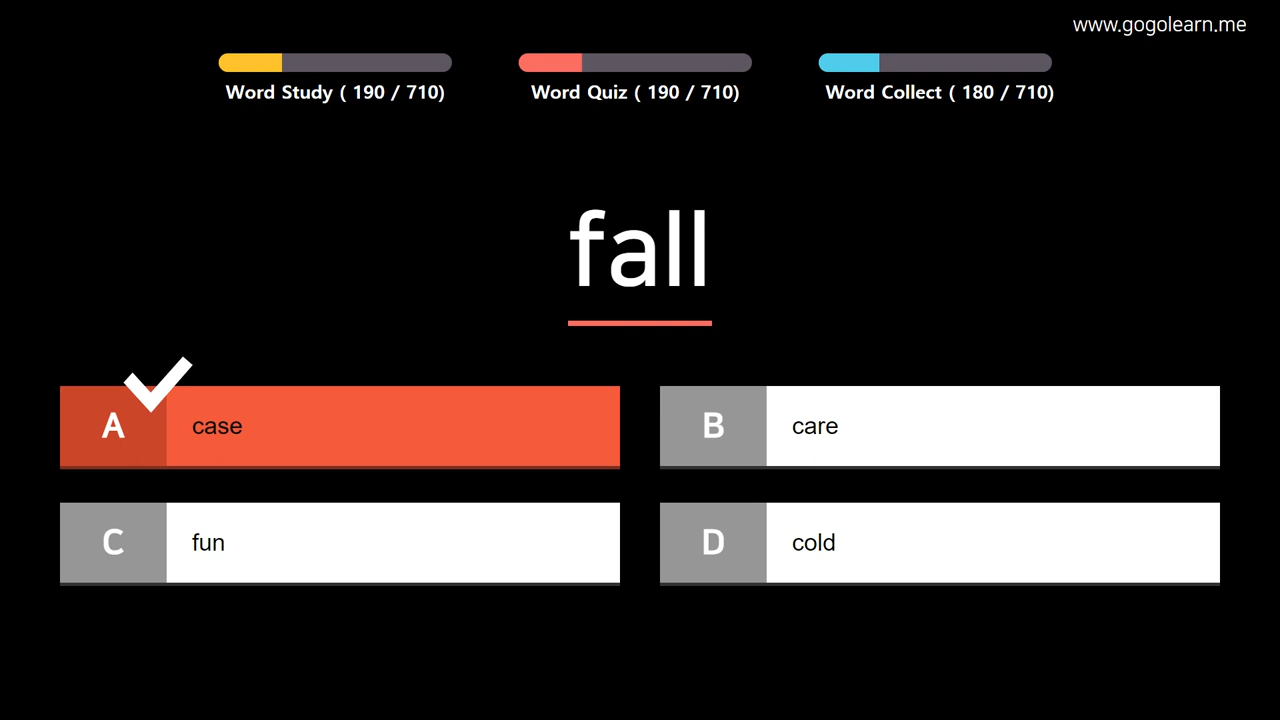 www.gogolearn.me
Word Study ( 190 / 710)
Word Quiz ( 190 / 710)
Word Collect ( 180 / 710)
fall
A case
B care
C fun
D cold